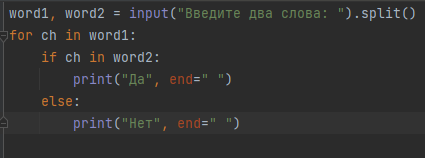 word1, word2 = input("Введите два слова: ").split()
for ch in word1:
    if ch in word2:
        print("Да", end=" ")
    else:
        print("Нет", end=" ")